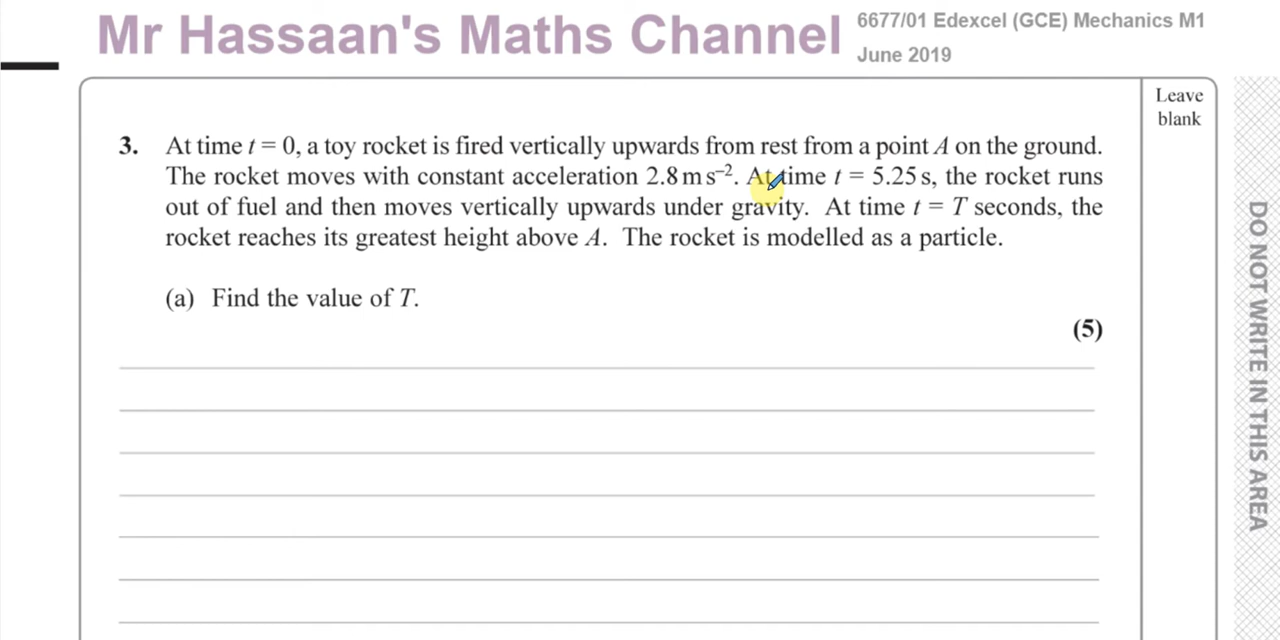 Mr Hassaan's Maths Channel
6677/01 Edexcel (GCE) Mechanics M1
June 2019
Leave
blank
3. At time t = 0, a toy rocket is fired vertically upwards from rest from a point A on the ground.
The rocket moves with constant acceleration 2.8 m s⁻². At time t = 5.25 s, the rocket runs
out of fuel and then moves vertically upwards under gravity. At time t = T seconds, the
rocket reaches its greatest height above A. The rocket is modelled as a particle.
(a) Find the value of T.
(5)
DO NOT WRITE IN THIS AREA